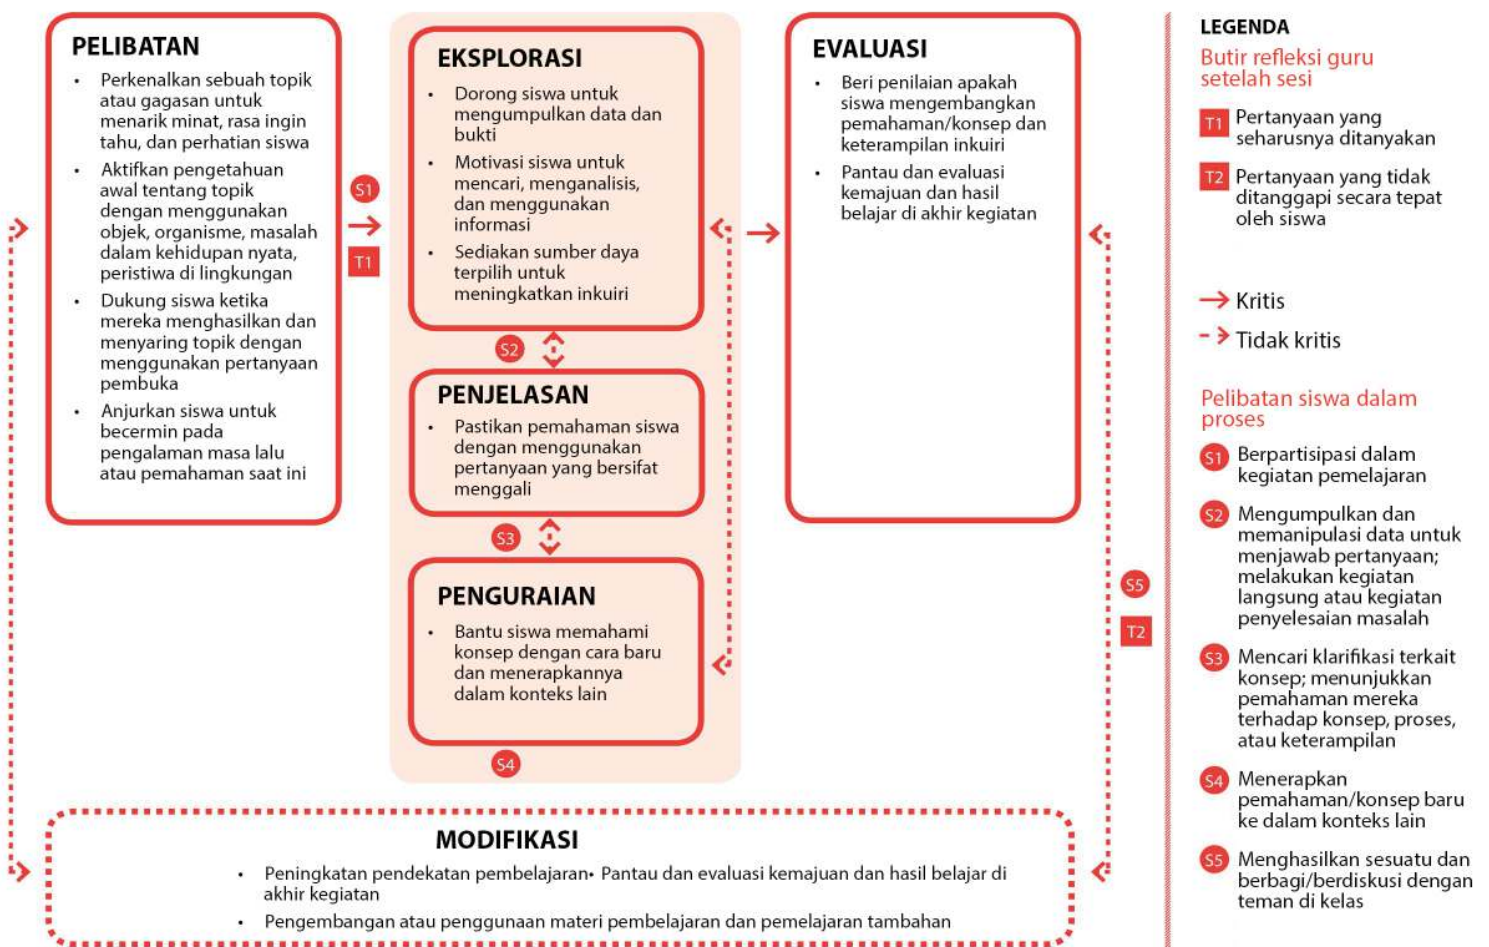 PELIBATAN
• Perkenalkan sebuah topik
atau gagasan untuk
menarik minat, rasa ingin
tahu, dan perhatian siswa
• Aktifkan pengetahuan
awal tentang topik
dengan menggunakan
objek, organisme, masalah
dalam kehidupan nyata,
peristiwa di lingkungan
• Dukung siswa ketika
mereka menghasilkan dan
menyaring topik dengan
menggunakan pertanyaan
pembuka
• Anjurkan siswa untuk
becermin pada
pengalaman masa lalu
atau pemahaman saat ini
S1
T1
EKSPLORASI
• Dorong siswa untuk
mengumpulkan data dan
bukti
• Motivasi siswa untuk
mencari, menganalisis,
dan menggunakan
informasi
• Sediakan sumber daya
terpilih untuk
meningkatkan inkuiri
S2
PENJELASAN
• Pastikan pemahaman siswa
dengan menggunakan
pertanyaan yang bersifat
menggali
S3
PENGURAIAN
• Bantu siswa memahami
konsep dengan cara baru
dan menerapkannya
dalam konteks lain
S4
EVALUASI
• Beri penilaian apakah
siswa mengembangkan
pemahaman/konsep dan
keterampilan inkuiri
• Pantau dan evaluasi
kemajuan dan hasil
belajar di akhir kegiatan
S5
T2
MODIFIKASI
• Peningkatan pendekatan pembelajaran• Pantau dan evaluasi kemajuan dan hasil belajar di
akhir kegiatan
• Pengembangan atau penggunaan materi pembelajaran dan pemelajaran tambahan
LEGENDA
Butir refleksi guru
setelah sesi
T1 Pertanyaan yang
seharusnya ditanyakan
T2 Pertanyaan yang tidak
ditanggapi secara tepat
oleh siswa
Kritis
Tidak kritis
Pelibatan siswa dalam
proses
S1 Berpartisipasi dalam
kegiatan pemelajaran
S2 Mengumpulkan dan
memanipulasi data untuk
menjawab pertanyaan;
melakukan kegiatan
langsung atau kegiatan
penyelesaian masalah
S3 Mencari klarifikasi terkait
konsep; menunjukkan
pemahaman mereka
terhadap konsep, proses,
atau keterampilan
S4 Menerapkan
pemahaman/konsep baru
ke dalam konteks lain
S5 Menghasilkan sesuatu dan
berbagi/berdiskusi dengan
teman di kelas